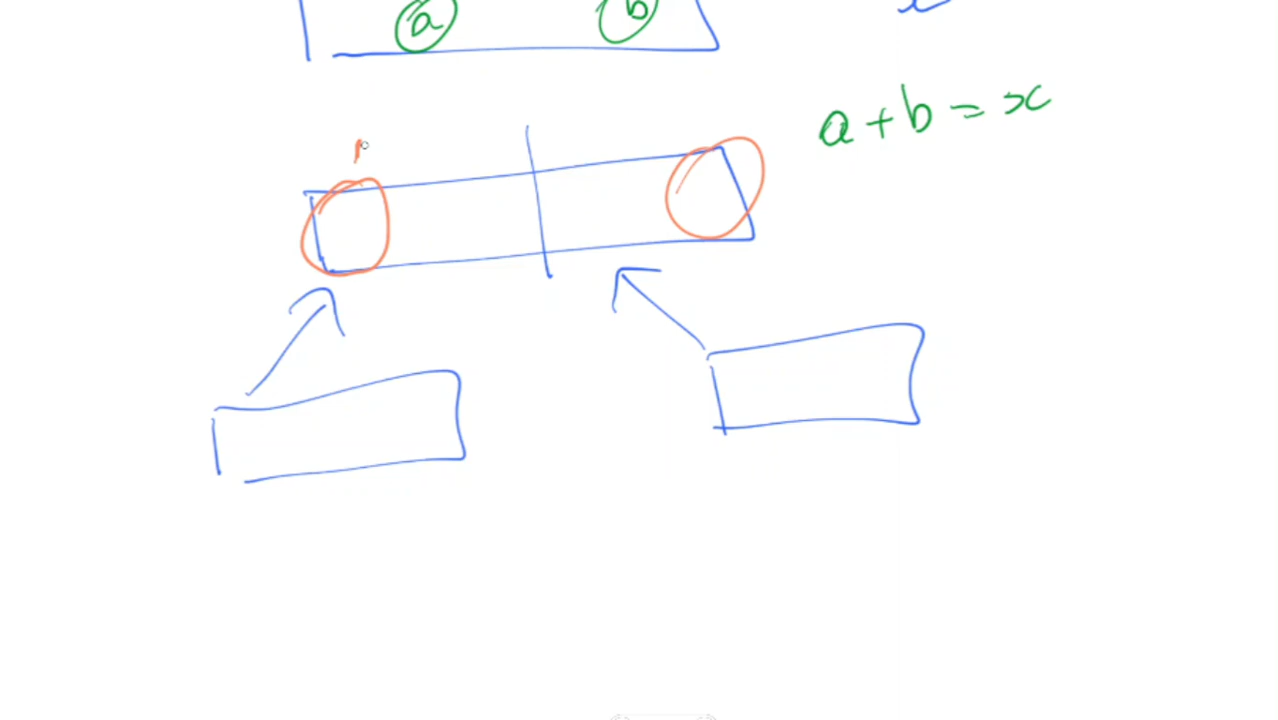 a b
a + b = x